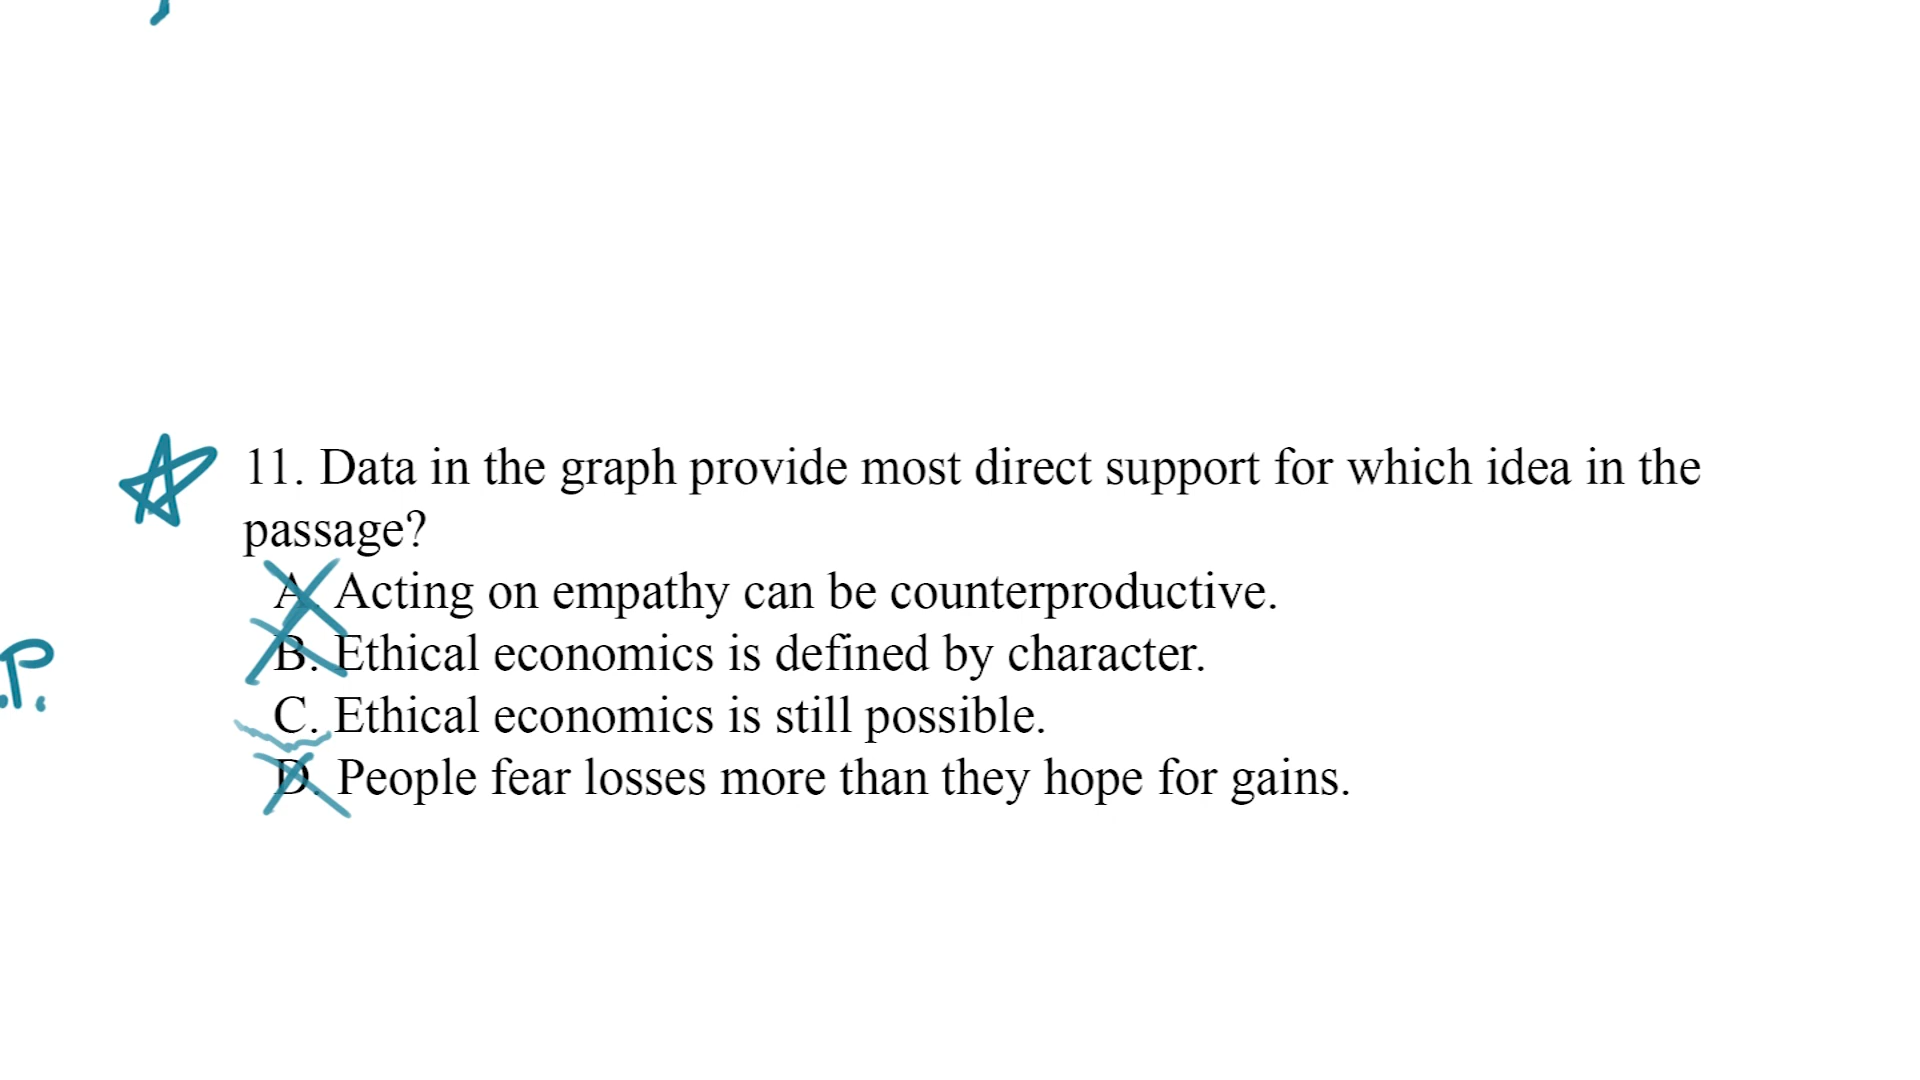 11. Data in the graph provide most direct support for which idea in the
passage?
A. Acting on empathy can be counterproductive.
B. Ethical economics is defined by character.
C. Ethical economics is still possible.
D. People fear losses more than they hope for gains.
.P.